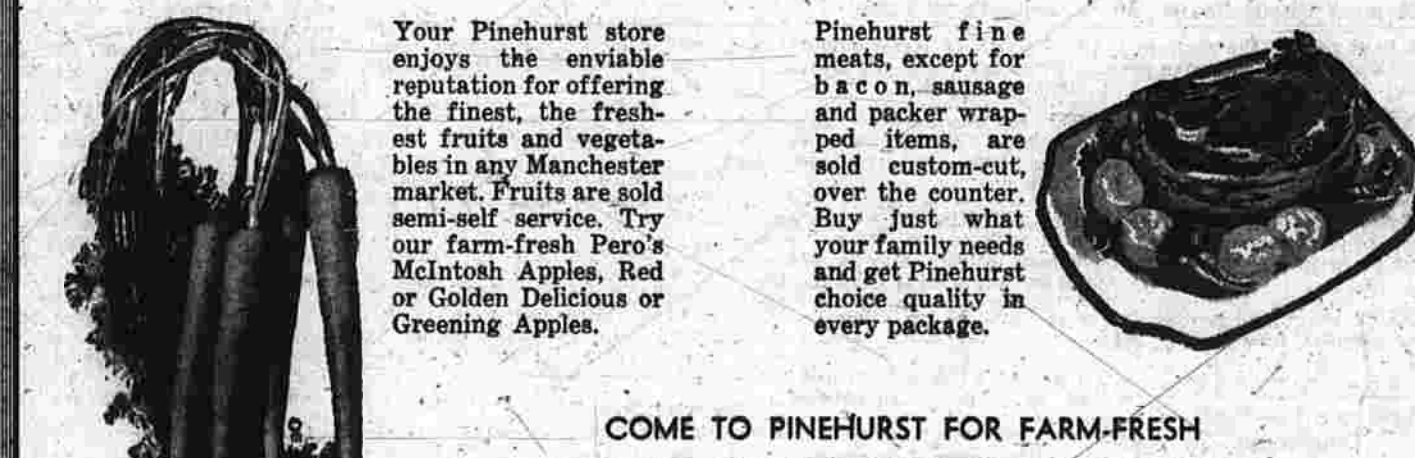 Your Pinehurst store
enjoys the enviable
reputation for offering
the finest, the fresh-
est fruits and vegeta-
bles in any Manchester
market. Fruits are sold
semi-self service. Try
our farm-fresh Pero's
McIntosh Apples, Red
or Golden Delicious or
Greening Apples.
Pinehurst fine
meats, except for
bacon, sausage
and packer wrap-
ped items, are
sold custom-cut,
over the counter.
Buy just what
your family needs
and get Pinehurst
choice quality in
every package.
COME TO PINEHURST FOR FARM-FRESH